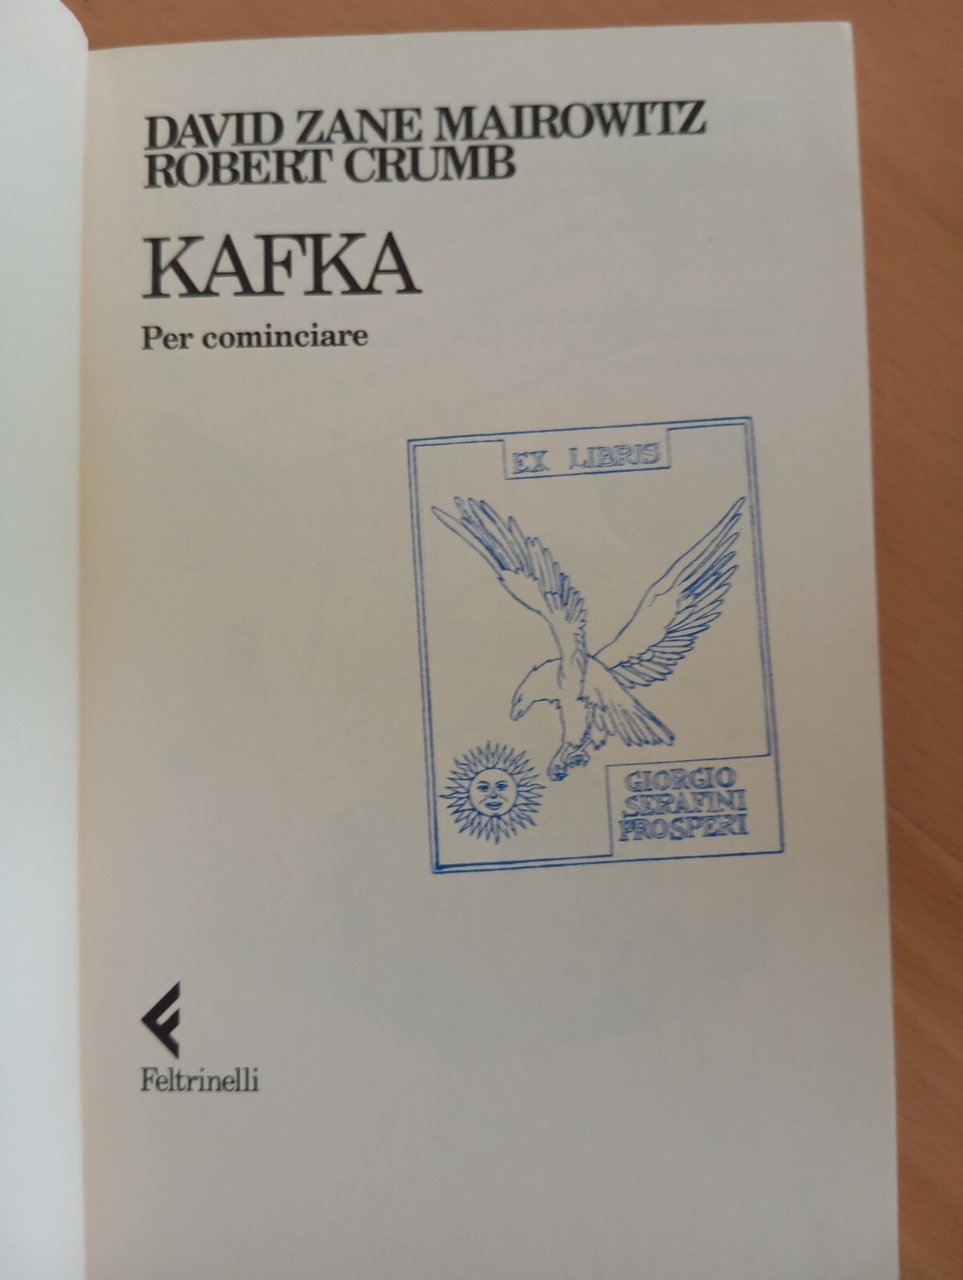 DAVID ZANE MAIROWITZ
ROBERT CRUMB
KAFKA
Per cominciare
EX LIBRIS
GIORGIO
SERAFINI
PROSPERI
Feltrinelli